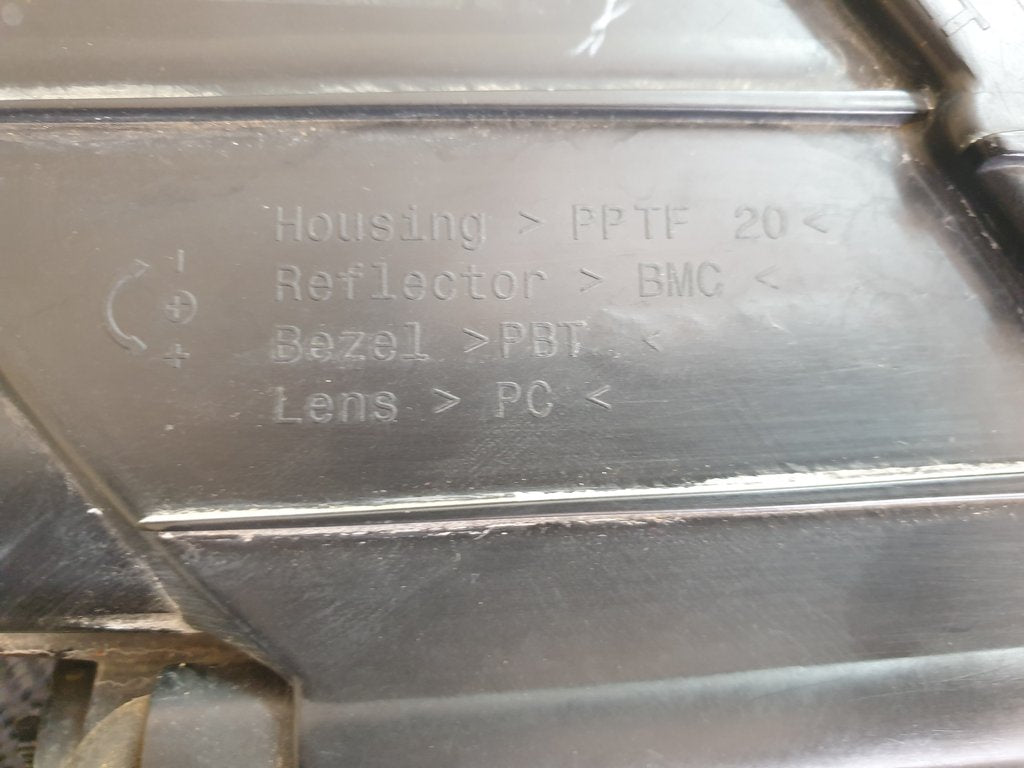 Housing > PPTF 20 <
Reflector > BMC <
Bezel >PBT <
Lens > PC <
-
+
+